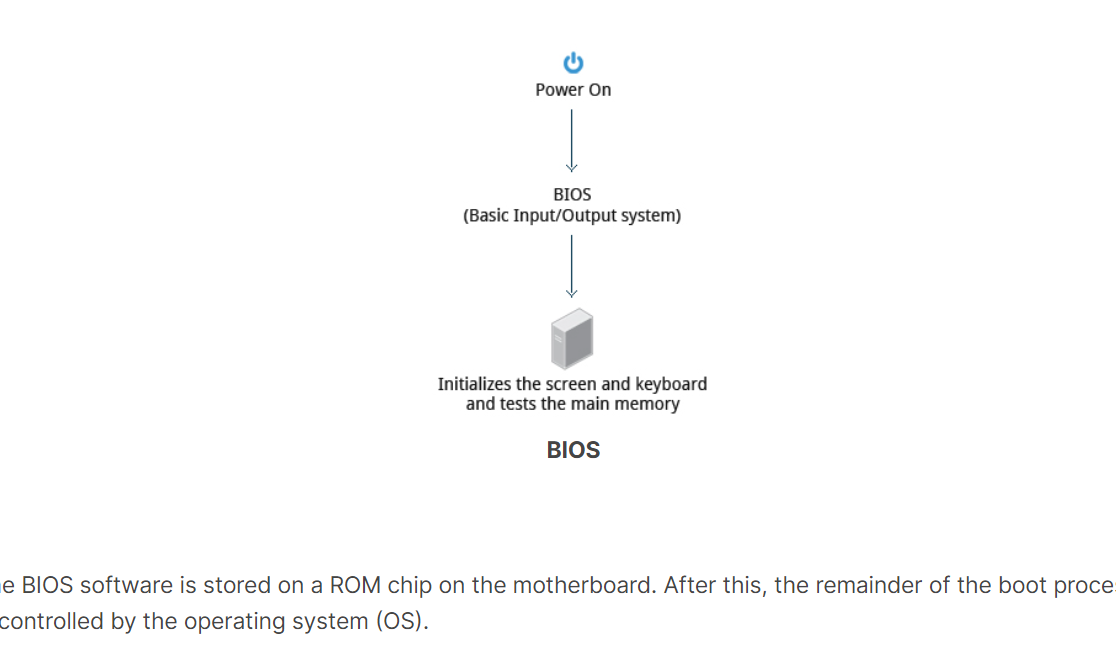 Power On
BIOS
(Basic Input/Output system)
Initializes the screen and keyboard
and tests the main memory
BIOS
BIOS software is stored on a ROM chip on the motherboard. After this, the remainder of the boot
controlled by the operating system (OS).